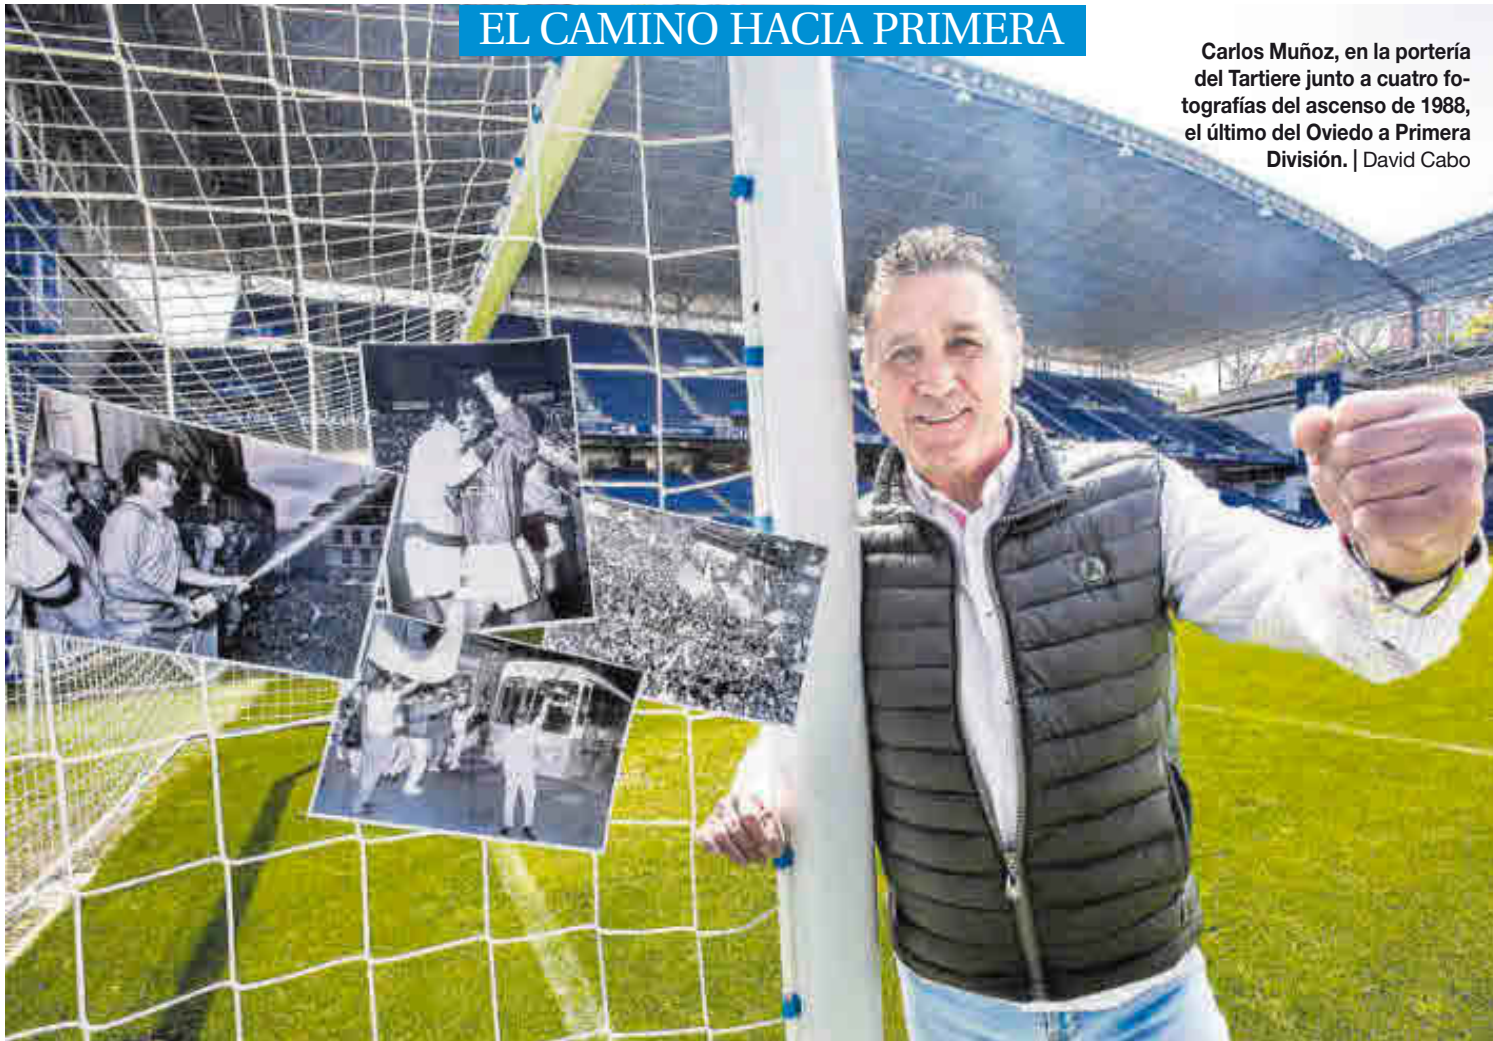 EL CAMINO HACIA PRIMERA
Carlos Muñoz, en la portería
del Tartiere junto a cuatro fo-
tografías del ascenso de 1988,
el último del Oviedo a Primera
División. | David Cabo